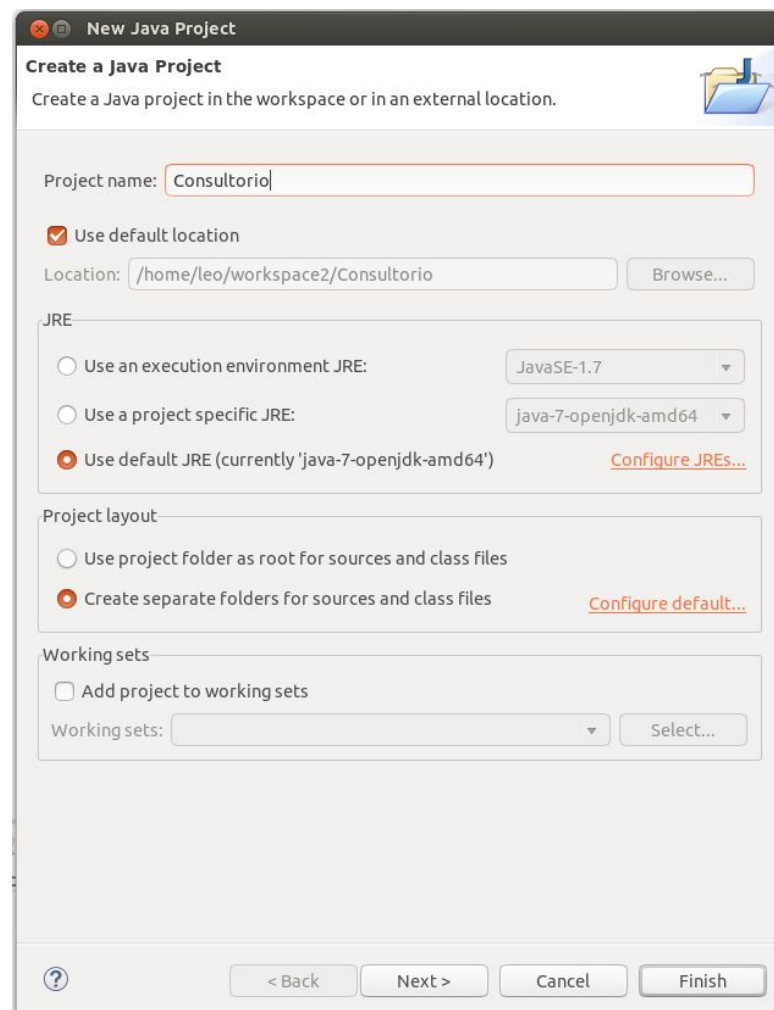 New Java Project
Create a Java Project
Create a Java project in the workspace or in an external location.
Project name: Consultorio
Use default location
Location: /home/leo/workspace2/Consultorio Browse...
JRE
Use an execution environment JRE: JavaSE-1.7
Use a project specific JRE: java-7-openjdk-amd64
Use default JRE (currently 'java-7-openjdk-amd64') Configure JREs...
Project layout
Use project folder as root for sources and class files
Create separate folders for sources and class files Configure default...
Working sets
Add project to working sets
Working sets: Select...
? < Back Next > Cancel Finish